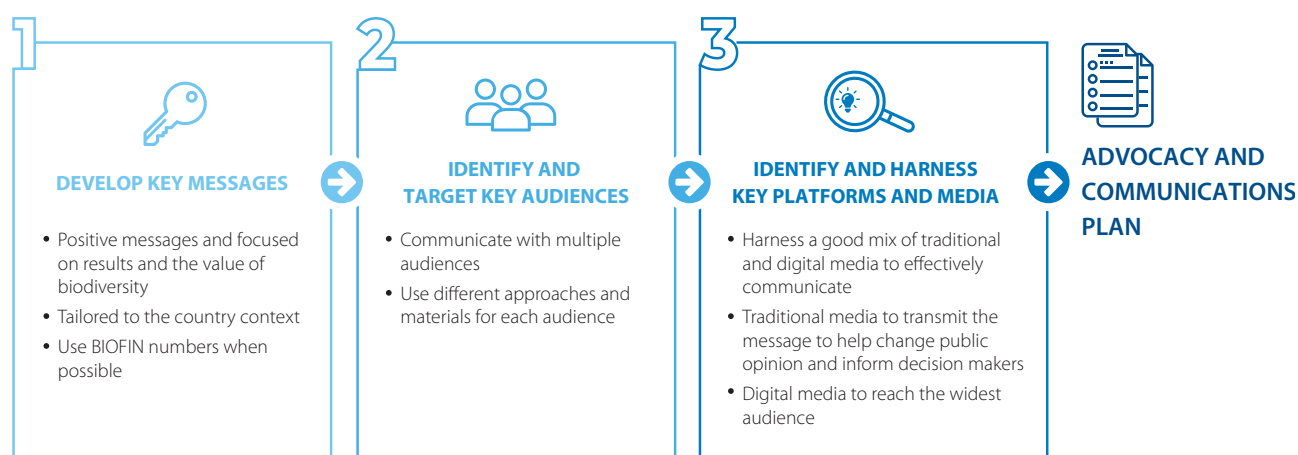 1
DEVELOP KEY MESSAGES
• Positive messages and focused
on results and the value of
biodiversity
• Tailored to the country context
• Use BIOFIN numbers when
possible
2
IDENTIFY AND
TARGET KEY AUDIENCES
• Communicate with multiple
audiences
• Use different approaches and
materials for each audience
3
IDENTIFY AND HARNESS
KEY PLATFORMS AND MEDIA
• Harness a good mix of traditional
and digital media to effectively
communicate
• Traditional media to transmit the
message to help change public
opinion and inform decision makers
• Digital media to reach the widest
audience
ADVOCACY AND
COMMUNICATIONS
PLAN